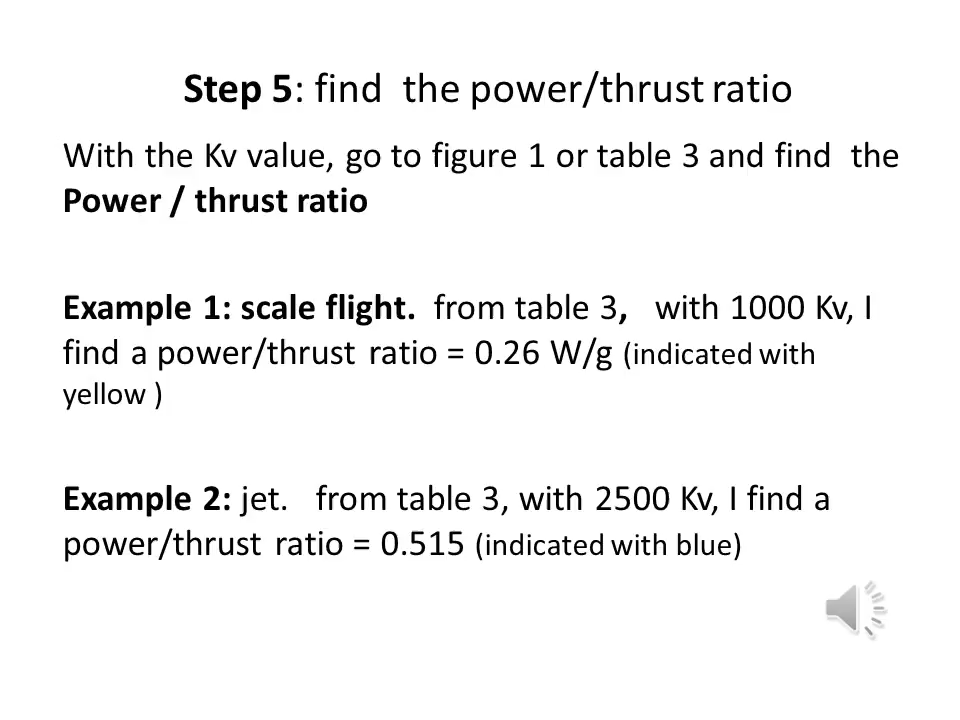 Step 5: find the power/thrust ratio
With the Kv value, go to figure 1 or table 3 and find the
Power / thrust ratio
Example 1: scale flight. from table 3, with 1000 Kv, I
find a power/thrust ratio = 0.26 W/g (indicated with
yellow )
Example 2: jet. from table 3, with 2500 Kv, I find a
power/thrust ratio = 0.515 (indicated with blue)